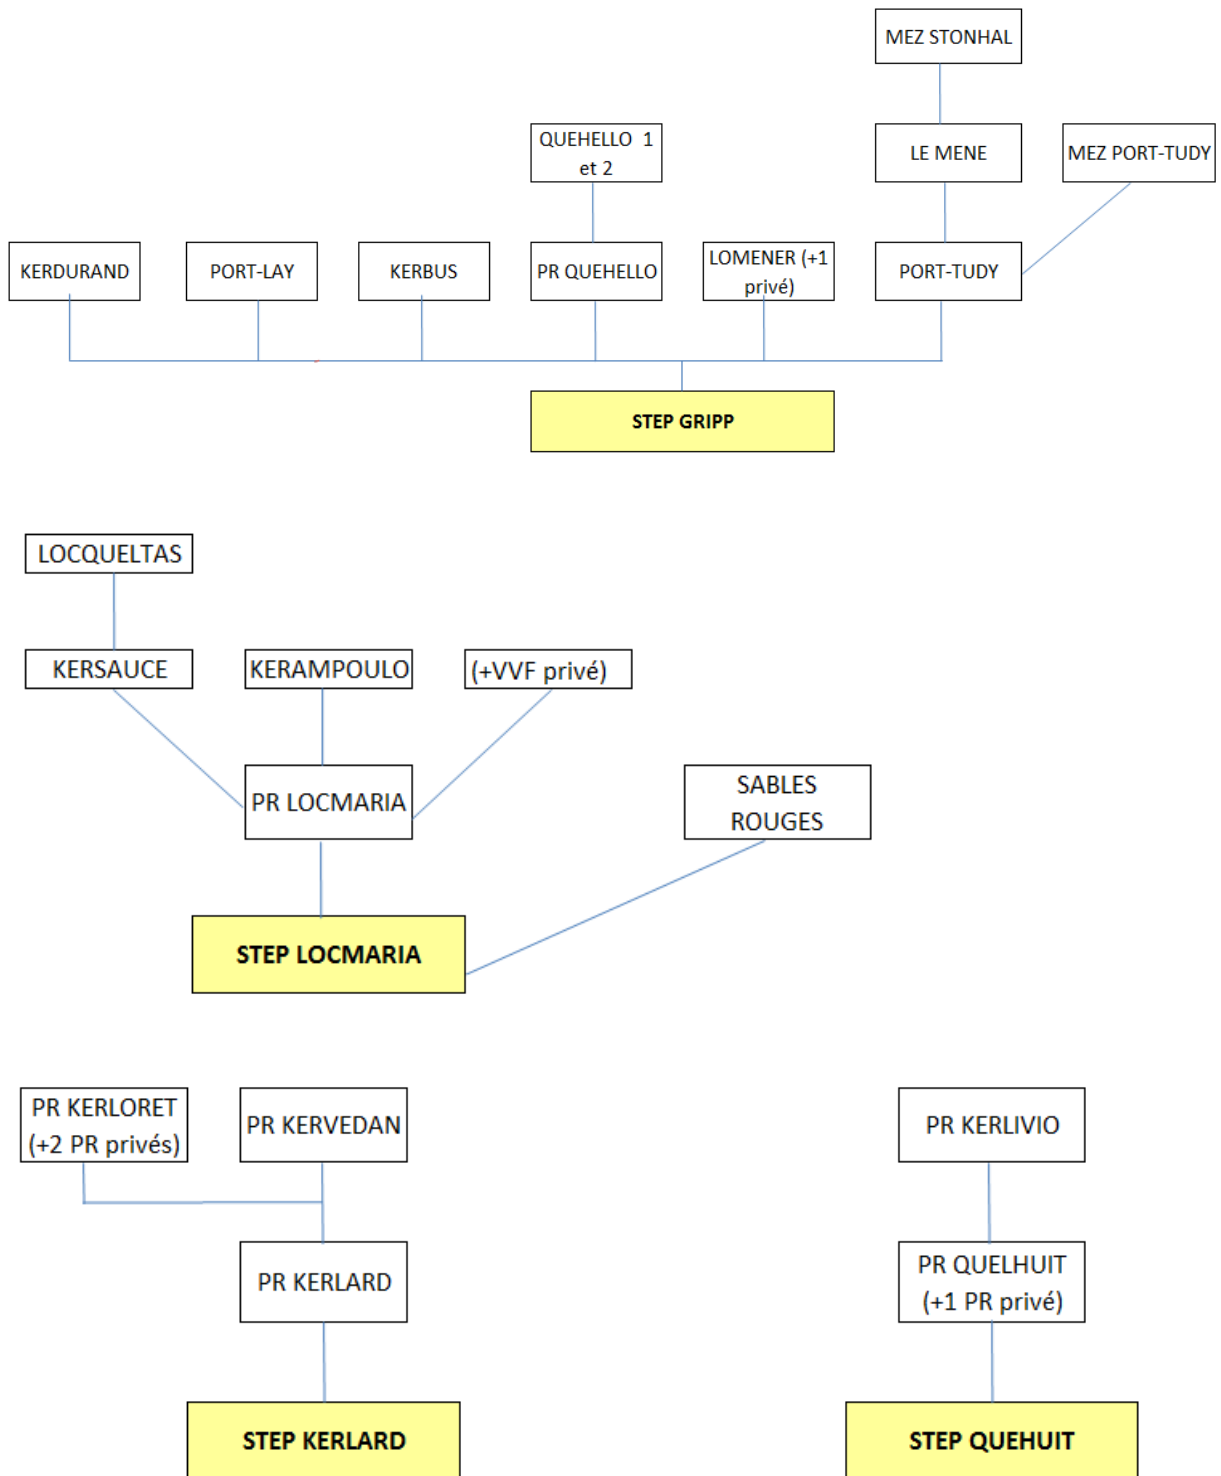 MEZ STONHAL
QUEHELLO 1
et 2
LE MENE
MEZ PORT-TUDY
KERDURAND
PORT-LAY
KERBUS
PR QUEHELLO
LOMENER (+1
privé)
PORT-TUDY
STEP GRIPP
LOCQUELTAS
KERSAUCE
KERAMPOULO
(+VVF privé)
PR LOCMARIA
SABLES
ROUGES
STEP LOCMARIA
PR KERLORET
(+2 PR privés)
PR KERVEDAN
PR KERLIVIO
PR KERLARD
PR QUELHUIT
(+1 PR privé)
STEP KERLARD
STEP QUEHUIT